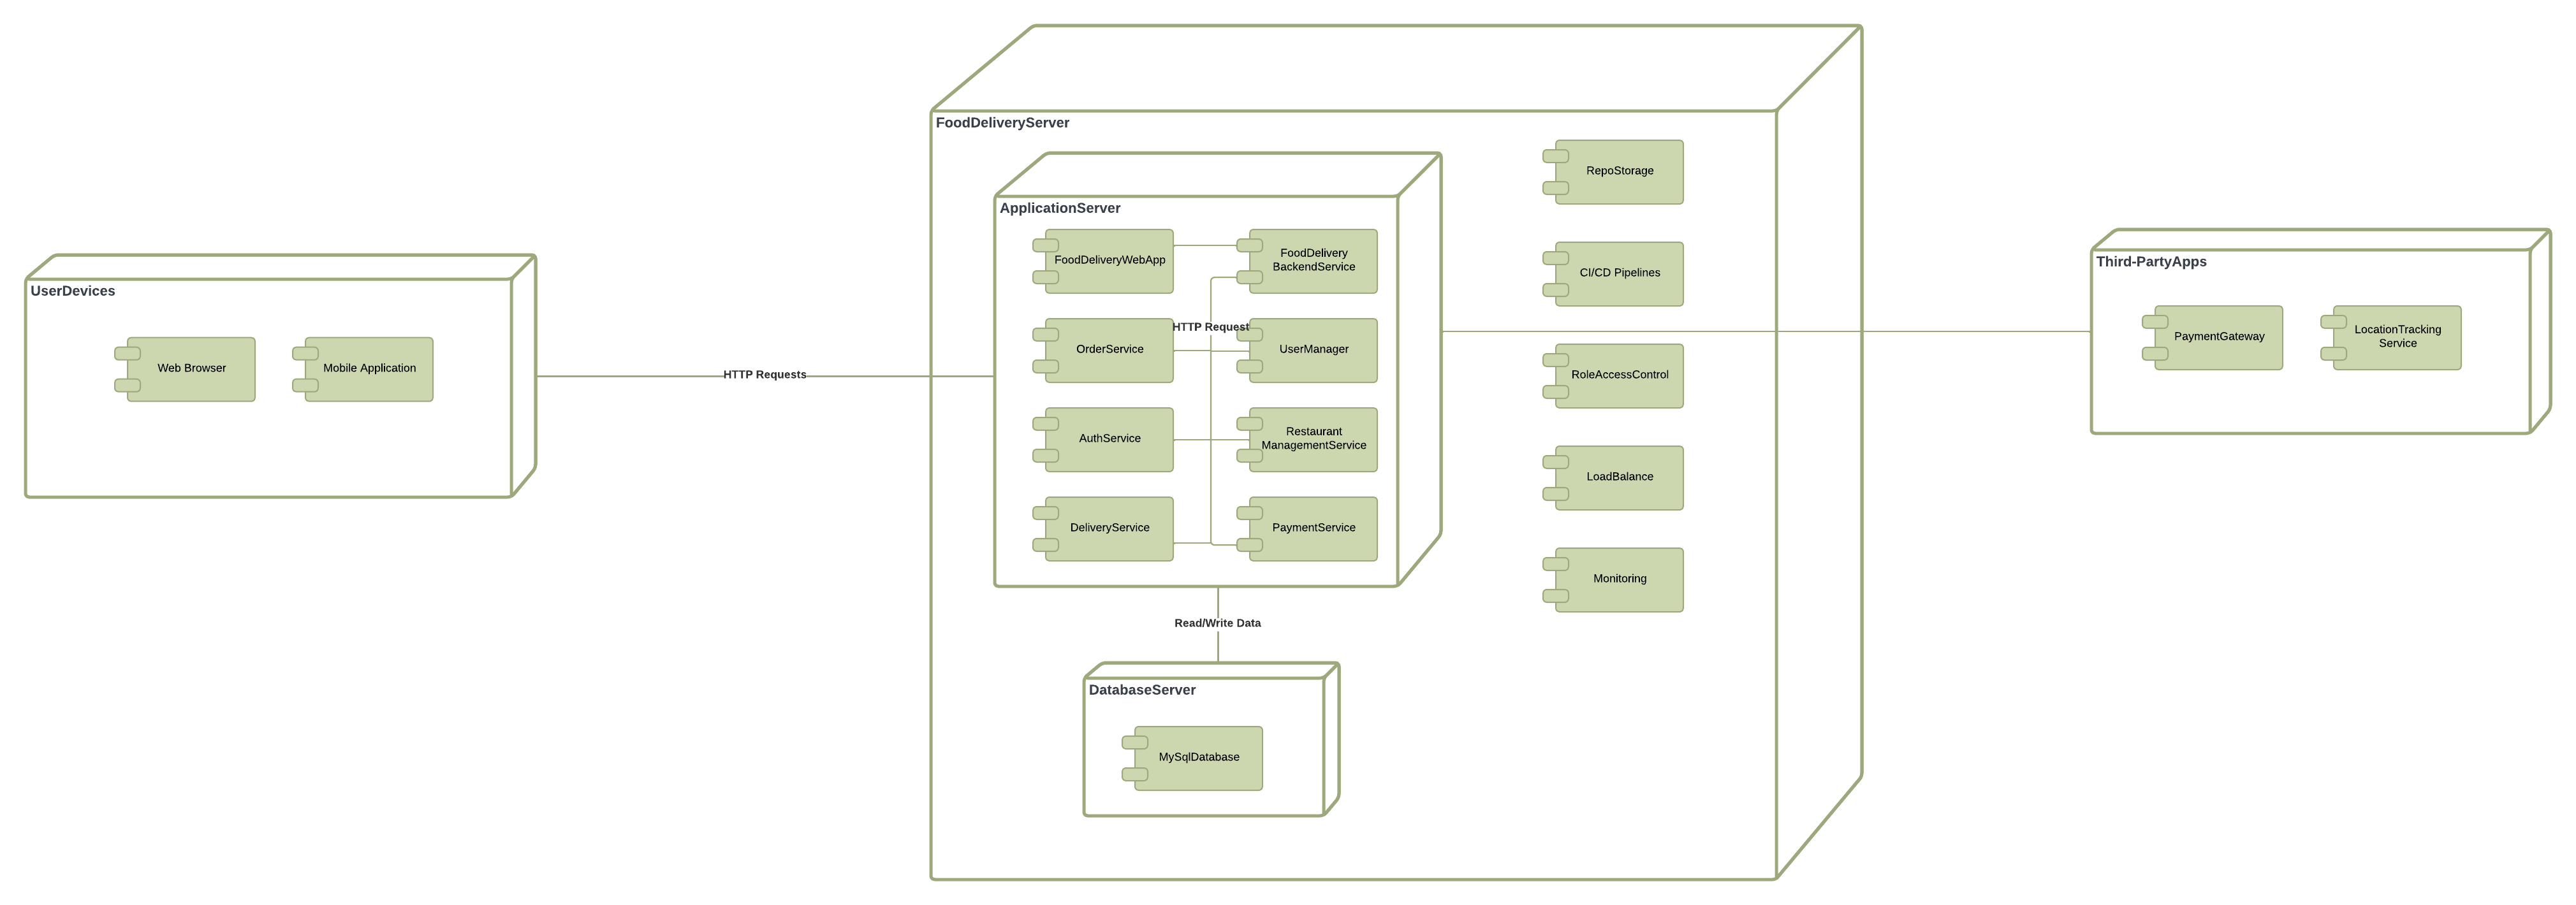 UserDevices
Web Browser
Mobile Application
HTTP Requests
FoodDeliveryServer
ApplicationServer
FoodDeliveryWebApp
FoodDelivery
BackendService
HTTP Request
OrderService
UserManager
AuthService
Restaurant
ManagementService
DeliveryService
PaymentService
Read/Write Data
DatabaseServer
MySqlDatabase
RepoStorage
CI/CD Pipelines
RoleAccessControl
LoadBalance
Monitoring
Third-PartyApps
PaymentGateway
LocationTracking
Service